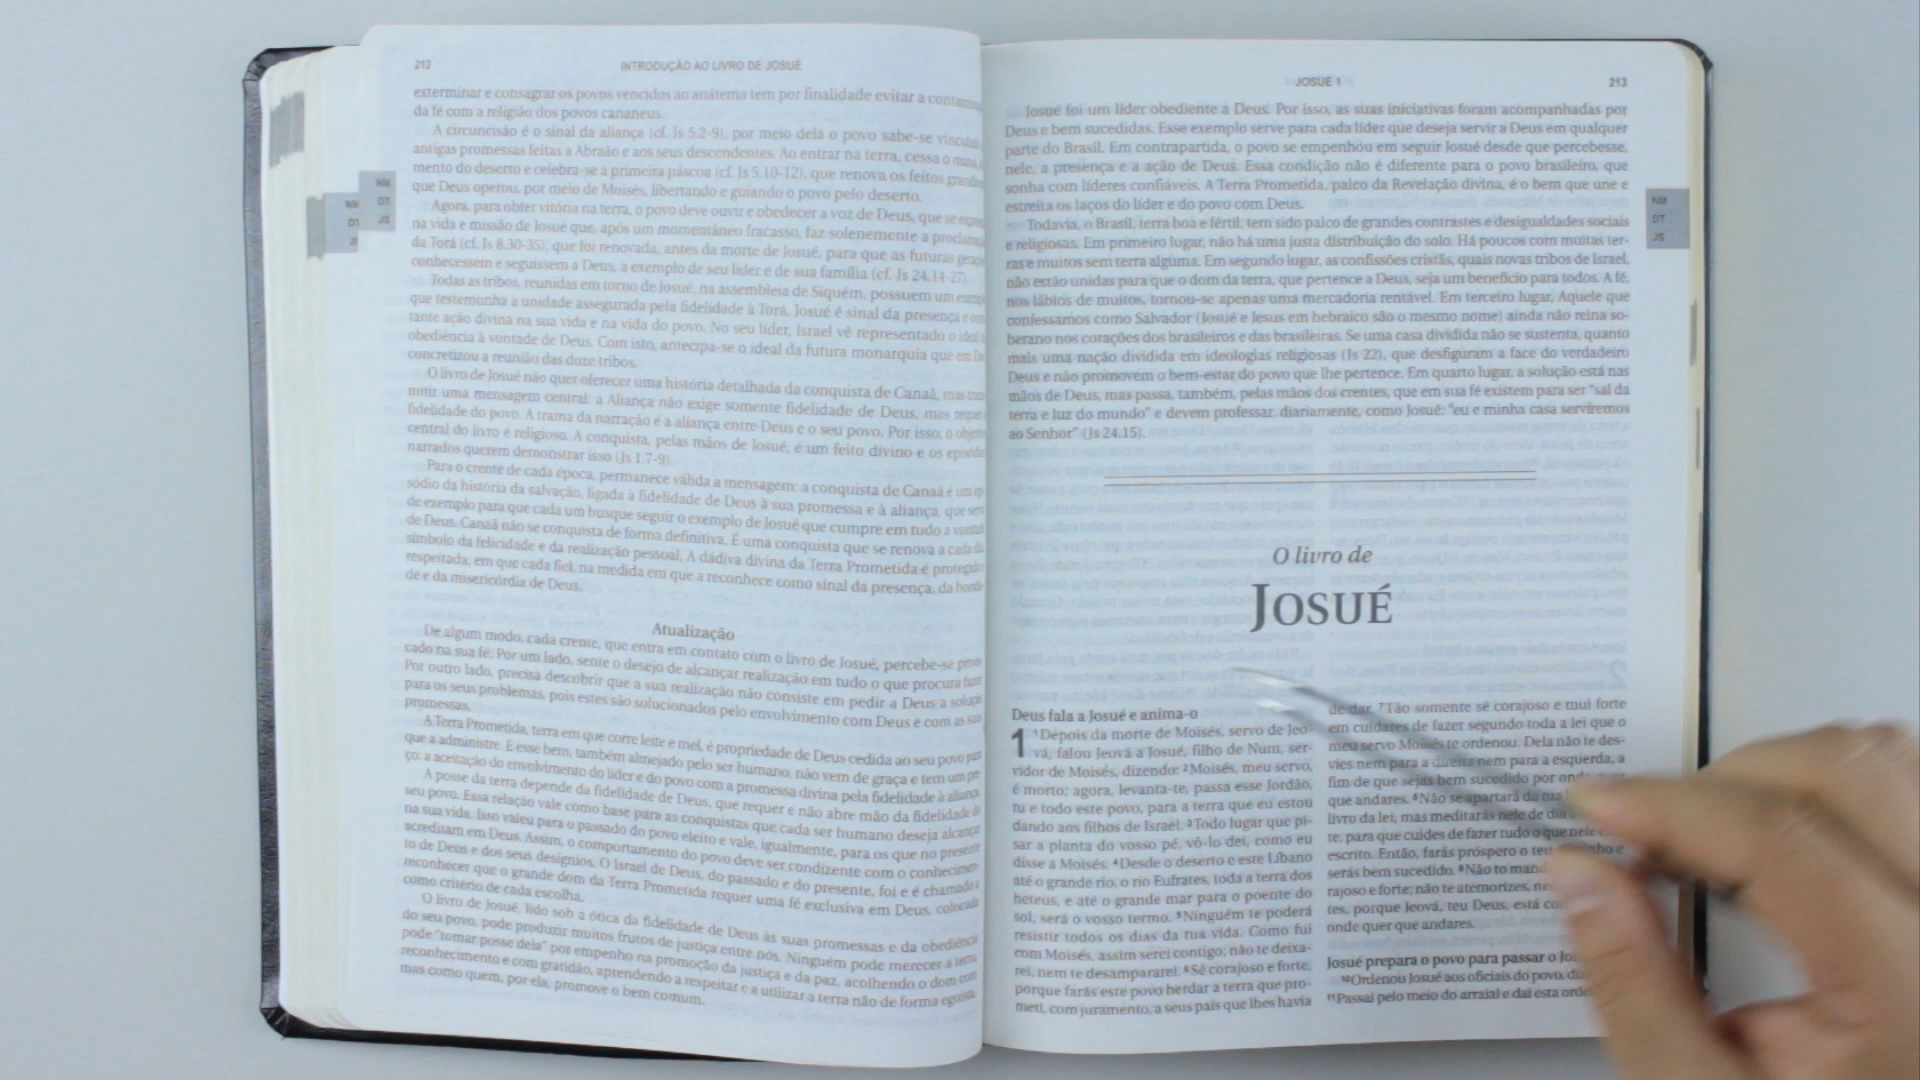 212
INTRODUÇÃO AO LIVRO DE JOSUÉ
exterminar e consagrar os povos vencidos ao anátema tem por finalidade evitar a
da fé com a religião dos povos cananeus.
A circuncisão é o sinal da aliança (cf. Js 5.2-9), por meio dela o povo sabe-se
antigas promessas feitas a Abraão e aos seus descendentes. Ao entrar na terra, cessa o maná
mento do deserto e celebra-se a primeira páscoa (cf. Js 5.10-12), que renova os feitos
que Deus operou, por meio de Moisés, libertando e guiando o povo pelo deserto.
Agora, para obter vitória na terra, o povo deve ouvir e obedecer a voz de Deus, que se
na vida e missão de Josué que, após um momentâneo fracasso, faz solenemente a
da Torá (cf. Js 8.30-35), que foi renovada, antes da morte de Josué, para que as futuras
conhecessem e seguissem a Deus, a exemplo de seu líder e de sua família (cf. Js 24.14-27).
Todas as tribos, reunidas em torno de Josué, na assembleia de Siquém, possuem um
que testemunha a unidade assegurada pela fidelidade à Torá. Josué é sinal da presença e
tante ação divina na sua vida e na vida do povo. No seu líder, Israel vê representado o ideal
obediência à vontade de Deus. Com isto, antecipa-se o ideal da futura monarquia que em
concretizou a reunião das doze tribos.
O livro de Josué não quer oferecer uma história detalhada da conquista de Canaã, mas
mitir uma mensagem central: a Aliança não exige somente fidelidade de Deus, mas
fidelidade do povo. A trama da narração é a aliança entre Deus e o seu povo. Por isso, o
central do livro é religioso. A conquista, pelas mãos de Josué, é um feito divino e os
narrados querem demonstrar isso (Js 1.7-9).
Para o crente de cada época, permanece válida a mensagem: a conquista de Canaã é um
sódio da história da salvação, ligada à fidelidade de Deus à sua promessa e à aliança, que
de exemplo para que cada um busque seguir o exemplo de Josué que cumpre em tudo a
de Deus. Canaã não se conquista de forma definitiva. É uma conquista que se renova a cada
símbolo da felicidade e da realização pessoal. A dádiva divina da Terra Prometida é
respeitada, em que cada fiel, na medida em que a reconhece como sinal da presença, da
de e da misericórdia de Deus.
Atualização
De algum modo, cada crente, que entra em contato com o livro de Josué, percebe-se
cado na sua fé. Por um lado, sente o desejo de alcançar realização em tudo o que procura
Por outro lado, precisa descobrir que a sua realização não consiste em pedir a Deus a
para os seus problemas, pois estes são solucionados pelo envolvimento com Deus e com as
promessas.
A Terra Prometida, terra em que corre leite e mel, é propriedade de Deus cedida ao seu povo
que a administre. E esse bem, também almejado pelo ser humano, não vem de graça e tem um
ço: a aceitação do envolvimento do líder e do povo com a promessa divina pela fidelidade à aliança.
A posse da terra depende da fidelidade de Deus, que requer e não abre mão da fidelidade
seu povo. Essa relação vale como base para as conquistas que cada ser humano deseja alcançar
na sua vida. Isso valeu para o passado do povo eleito e vale, igualmente, para os que no presente
acreditam em Deus. Assim, o comportamento do povo deve ser condizente com o
to de Deus e dos seus desígnios. O Israel de Deus, do passado e do presente, foi e é chamado
reconhecer que o grande dom da Terra Prometida requer uma fé exclusiva em Deus, colocada
como critério de cada escolha.
O livro de Josué, lido sob a ótica da fidelidade de Deus às suas promessas e da obediência
do seu povo, pode produzir muitos frutos de justiça entre nós. Ninguém pode merecer a terra,
pode "tomar posse dela" por empenho na promoção da justiça e da paz, acolhendo o dom com
reconhecimento e com gratidão, aprendendo a respeitar e a utilizar a terra não de forma egoísta,
mas como quem, por ela, promove o bem comum.
NM
DT
JS
JOSUÉ 1
213
Josué foi um líder obediente a Deus. Por isso, as suas iniciativas foram acompanhadas por
Deus e bem sucedidas. Esse exemplo serve para cada líder que deseja servir a Deus em qualquer
parte do Brasil. Em contrapartida, o povo se empenhou em seguir Josué desde que percebesse,
nele, a presença e a ação de Deus. Essa condição não é diferente para o povo brasileiro, que
sonha com líderes confiáveis. A Terra Prometida, palco da Revelação divina, é o bem que une e
estreita os laços do líder e do povo com Deus.
Todavia, o Brasil, terra boa e fértil, tem sido palco de grandes contrastes e desigualdades sociais
e religiosas. Em primeiro lugar, não há uma justa distribuição do solo. Há poucos com muitas ter-
ras e muitos sem terra alguma. Em segundo lugar, as confissões cristãs, quais novas tribos de Israel,
não estão unidas para que o dom da terra, que pertence a Deus, seja um benefício para todos. A fé,
nos lábios de muitos, tornou-se apenas uma mercadoria rentável. Em terceiro lugar, Aquele que
confessamos como Salvador (Josué e Jesus em hebraico são o mesmo nome) ainda não reina so-
berano nos corações dos brasileiros e das brasileiras. Se uma casa dividida não se sustenta, quanto
mais uma nação dividida em ideologias religiosas (Js 22), que desfiguram a face do verdadeiro
Deus e não promovem o bem-estar do povo que lhe pertence. Em quarto lugar, a solução está nas
mãos de Deus, mas passa, também, pelas mãos dos crentes, que em sua fé existem para ser "sal da
terra e luz do mundo" e devem professar, diariamente, como Josué: "eu e minha casa serviremos
ao Senhor" (Js 24.15).
NM
DT
JS
O livro de
JOSUÉ
Deus fala a Josué e anima-o
1 ¹Depois da morte de Moisés, servo de Jeo-
vá, falou Jeová a Josué, filho de Num, ser-
vidor de Moisés, dizendo: ²Moisés, meu servo,
é morto; agora, levanta-te, passa esse Jordão,
tu e todo este povo, para a terra que eu estou
dando aos filhos de Israel. ³Todo lugar que pi-
sar a planta do vosso pé, vô-lo dei, como eu
disse a Moisés. ⁴Desde o deserto e este Líbano
até o grande rio, o rio Eufrates, toda a terra dos
heteus, e até o grande mar para o poente do
sol, será o vosso termo. ⁵Ninguém te poderá
resistir todos os dias da tua vida. Como fui
com Moisés, assim serei contigo; não te deixa-
rei, nem te desampararei. ⁶Sê corajoso e forte,
porque farás este povo herdar a terra que pro-
meti, com juramento, a seus pais que lhes havia
de dar. ⁷Tão somente sê corajoso e mui forte
em cuidares de fazer segundo toda a lei que o
meu servo Moisés te ordenou. Dela não te des-
vies nem para a direita nem para a esquerda, a
fim de que sejas bem sucedido por onde quer
que andares. ⁸Não se apartará da tua
livro da lei, mas meditarás nele de dia
te, para que cuides de fazer tudo o que nele
escrito. Então, farás próspero o teu caminho e
serás bem sucedido. ⁹Não to
rajoso e forte; não te atemorizes,
tes, porque Jeová, teu Deus, está
onde quer que andares.
Josué prepara o povo para passar o
¹⁰Ordenou Josué aos oficiais do povo,
¹¹Passai pelo meio do arraial e dai esta